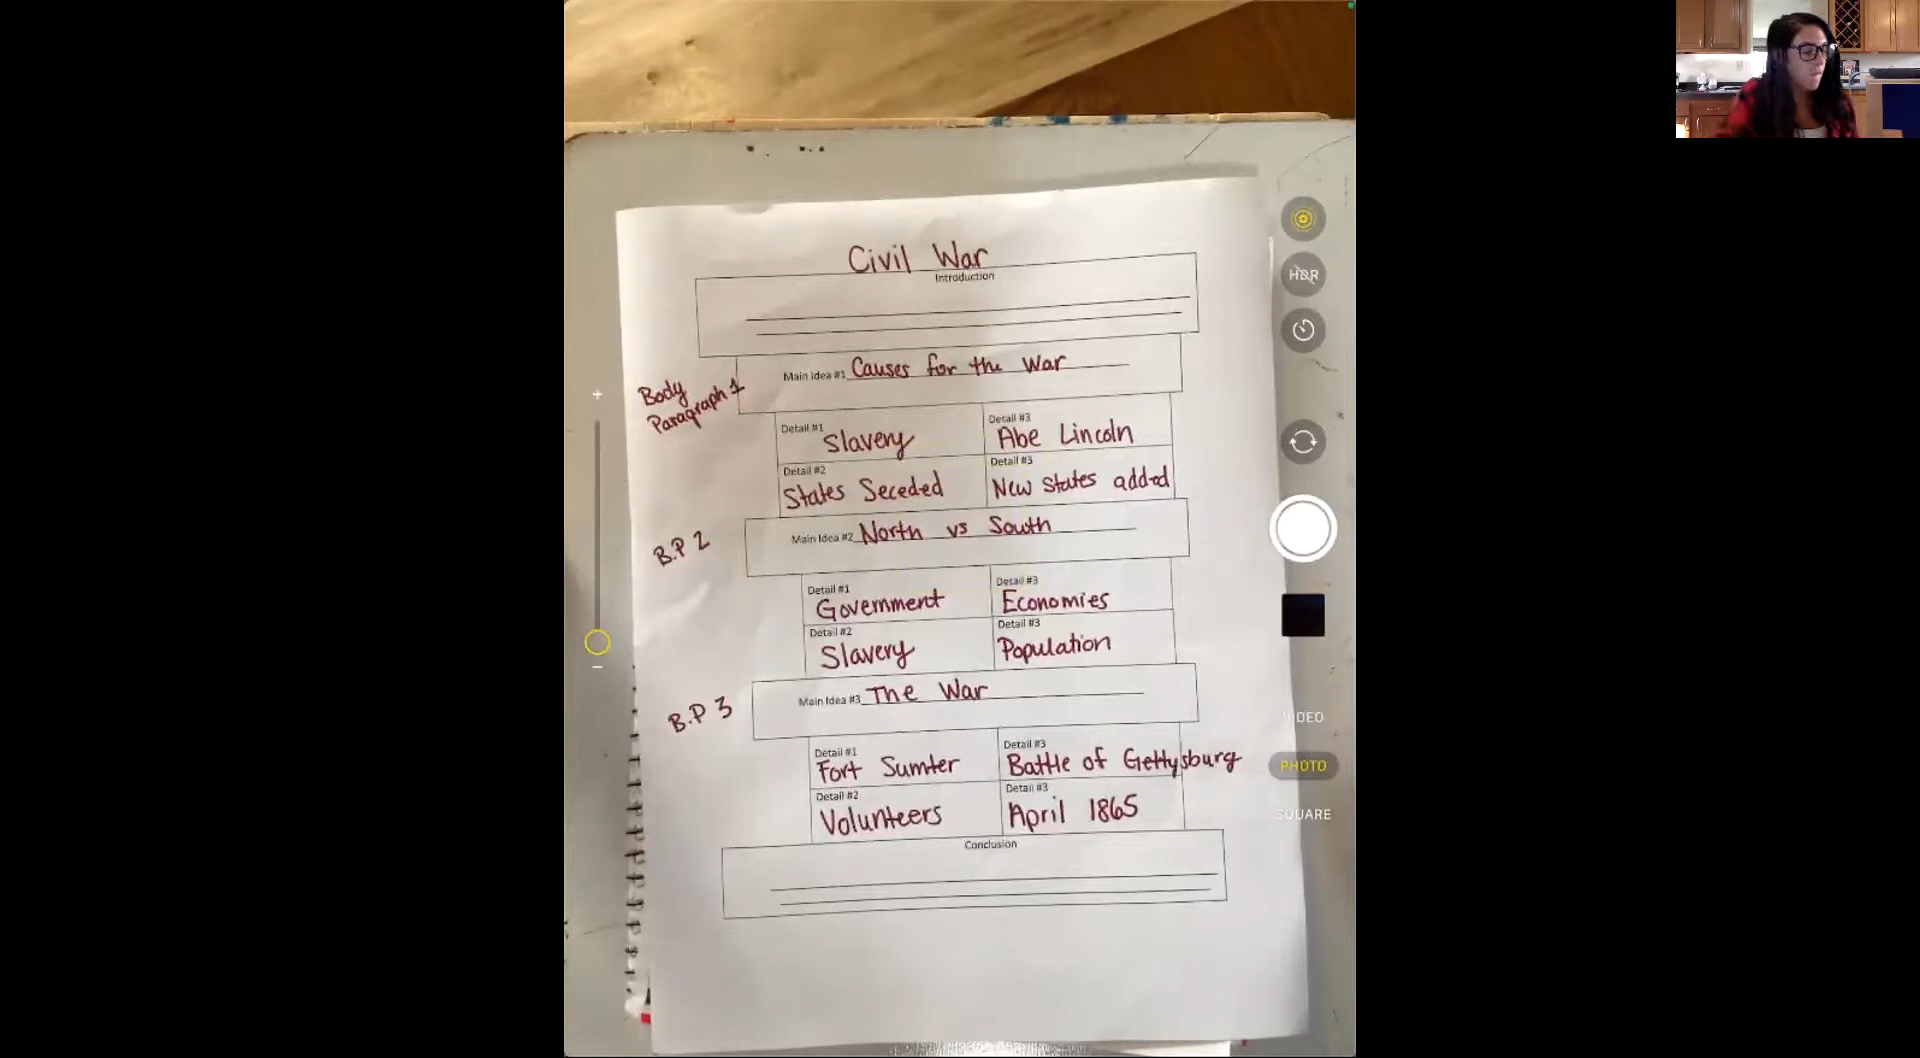 Civil War
Introduction
Main Idea #1 Causes for the War
Body
Paragraph 1
Detail #1 Detail #3
Slavery Abe Lincoln
Detail #2 Detail #3
States Seceded New States added
Main Idea #2 North vs South
B.P 2
Detail #1 Detail #3
Government Economies
Detail #2 Detail #3
Slavery Population
Main Idea #3 The War
B.P 3
Detail #1 Detail #3
Fort Sumter Battle of Gettysburg
Detail #2 Detail #3
Volunteers April 1865
Conclusion
HDR
VIDEO
PHOTO
SQUARE